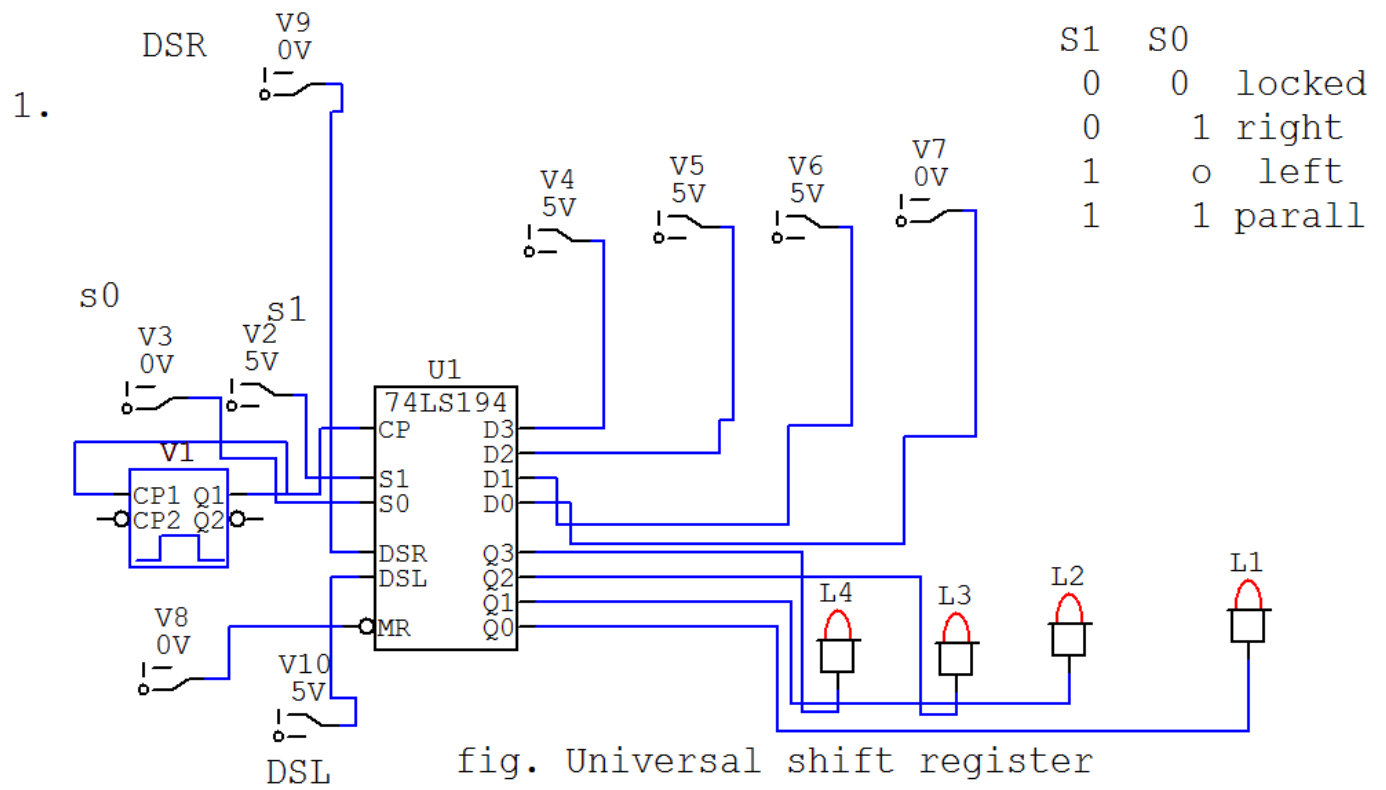 1.
DSR
V9
0V
S1 S0
0 0 locked
0 1 right
1 o left
1 1 parall
V4
5V
V5
5V
V6
5V
V7
0V
s0
s1
V3
0V
V2
5V
U1
74LS194
CP
S1
S0
DSR
DSL
MR
D3
D2
D1
D0
Q3
Q2
Q1
Q0
V1
CP1 Q1
CP2 Q2
V8
0V
V10
5V
DSL
L4
L3
L2
L1
fig. Universal shift register